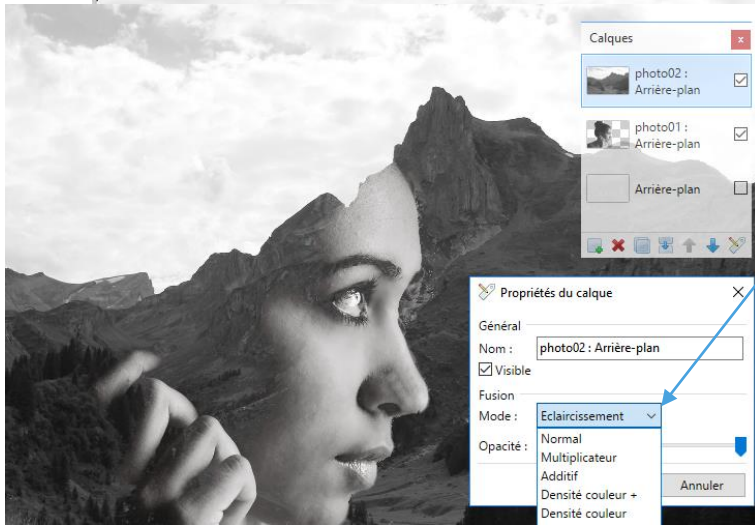 Calques
photo02 :
Arrière-plan
photo01 :
Arrière-plan
Arrière-plan
Propriétés du calque
Général
Nom : photo02 : Arrière-plan
Visible
Fusion
Mode : Eclaircissement
Opacité :
Normal
Multiplicateur
Additif
Densité couleur +
Densité couleur
Annuler